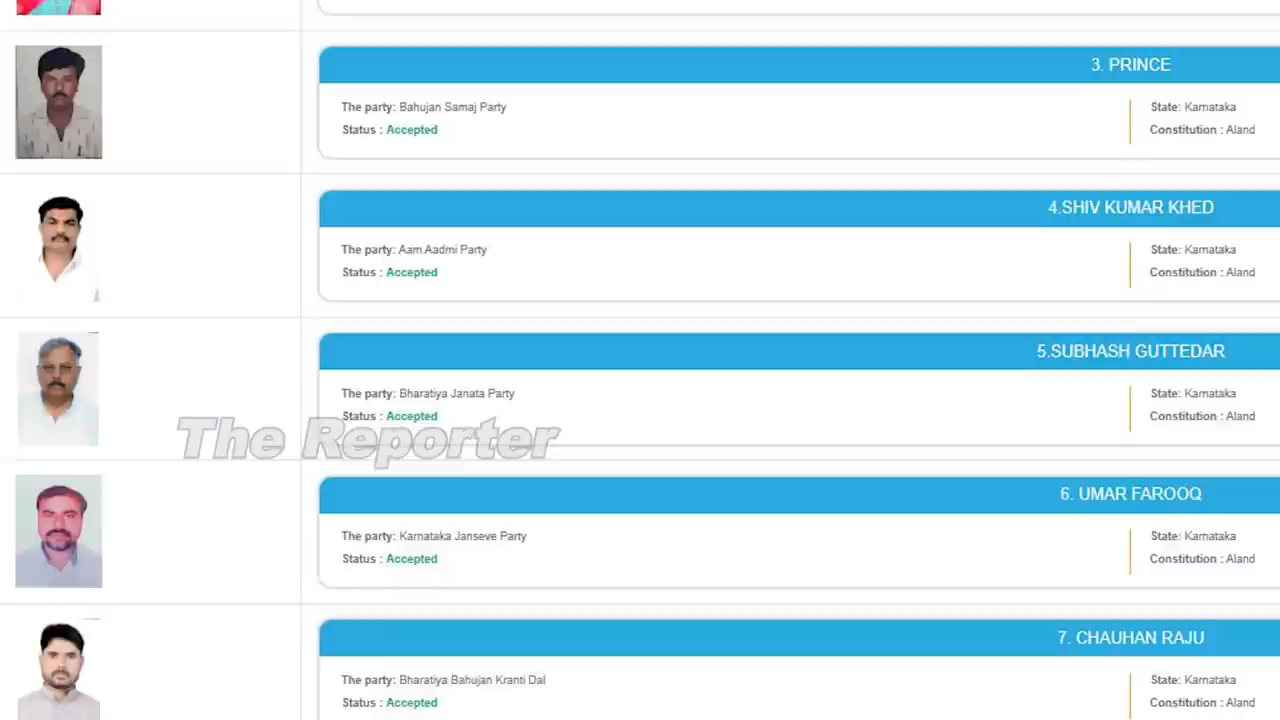 3. PRINCE
The party: Bahujan Samaj Party
State: Karnataka
Status : Accepted
Constitution : Aland
4.SHIV KUMAR KHED
The party: Aam Aadmi Party
State: Karnataka
Status : Accepted
Constitution : Aland
5.SUBHASH GUTTEDAR
The party: Bharatiya Janata Party
State: Karnataka
Status : Accepted
Constitution : Aland
The Reporter
6. UMAR FAROOQ
The party: Karnataka Janseve Party
State: Karnataka
Status : Accepted
Constitution : Aland
7. CHAUHAN RAJU
The party: Bharatiya Bahujan Kranti Dal
State: Karnataka
Status : Accepted
Constitution : Aland